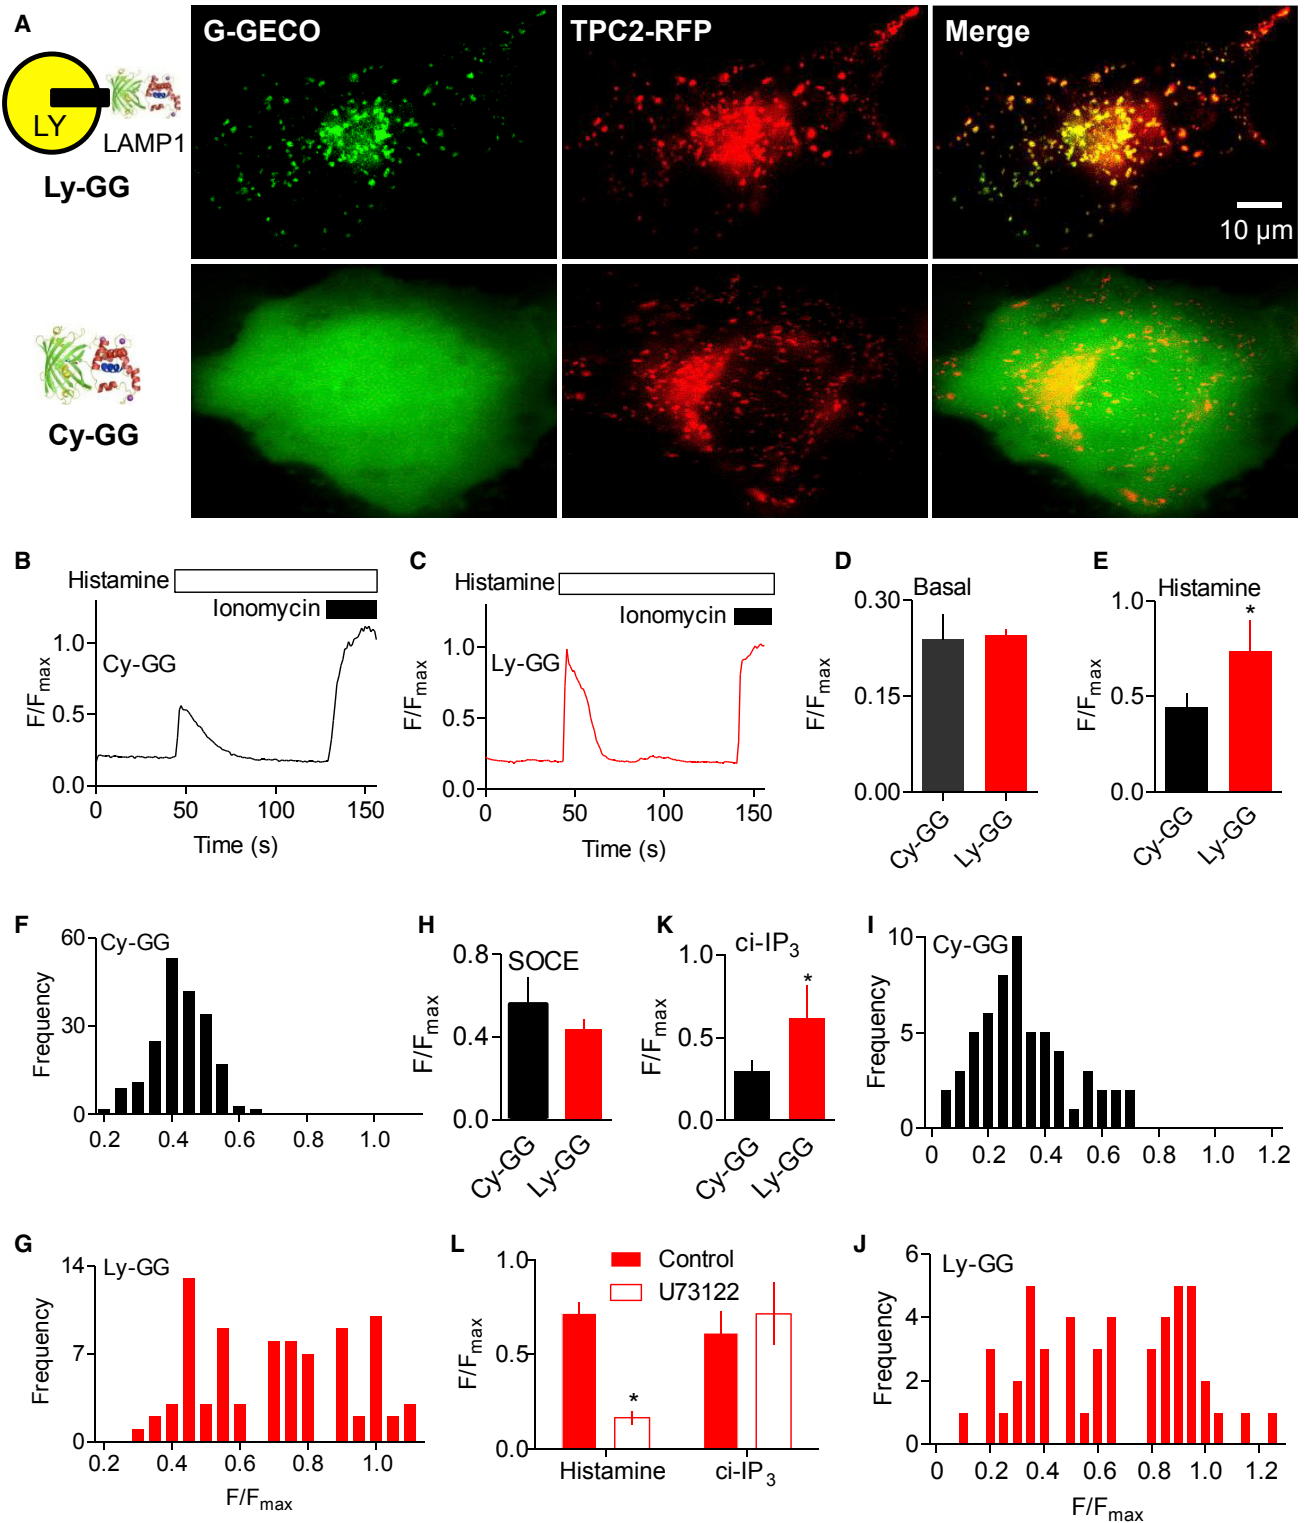 A
G-GECO
TPC2-RFP
Merge
LY
LAMP1
Ly-GG
10 µm
Cy-GG
B
Histamine
Ionomycin
Cy-GG
F/Fmax
1.0
0.5
0.0
0
50
100
150
Time (s)
C
Histamine
Ionomycin
Ly-GG
F/Fmax
1.0
0.5
0.0
0
50
100
150
Time (s)
D
Basal
F/Fmax
0.30
0.15
0.00
Cy-GG
Ly-GG
E
Histamine
*
F/Fmax
1.0
0.5
0.0
Cy-GG
Ly-GG
F
Cy-GG
Frequency
60
30
0
0.2
0.4
0.6
0.8
1.0
H
SOCE
F/Fmax
0.8
0.4
0.0
Cy-GG
Ly-GG
K
ci-IP3
*
F/Fmax
1.0
0.5
0.0
Cy-GG
Ly-GG
I
Cy-GG
Frequency
10
5
0
0
0.2
0.4
0.6
0.8
1.0
1.2
G
Ly-GG
Frequency
14
7
0
0.2
0.4
0.6
0.8
1.0
F/Fmax
L
Control
U73122
*
F/Fmax
1.0
0.5
0.0
Histamine
ci-IP3
J
Ly-GG
Frequency
6
4
2
0
0
0.2
0.4
0.6
0.8
1.0
1.2
F/Fmax